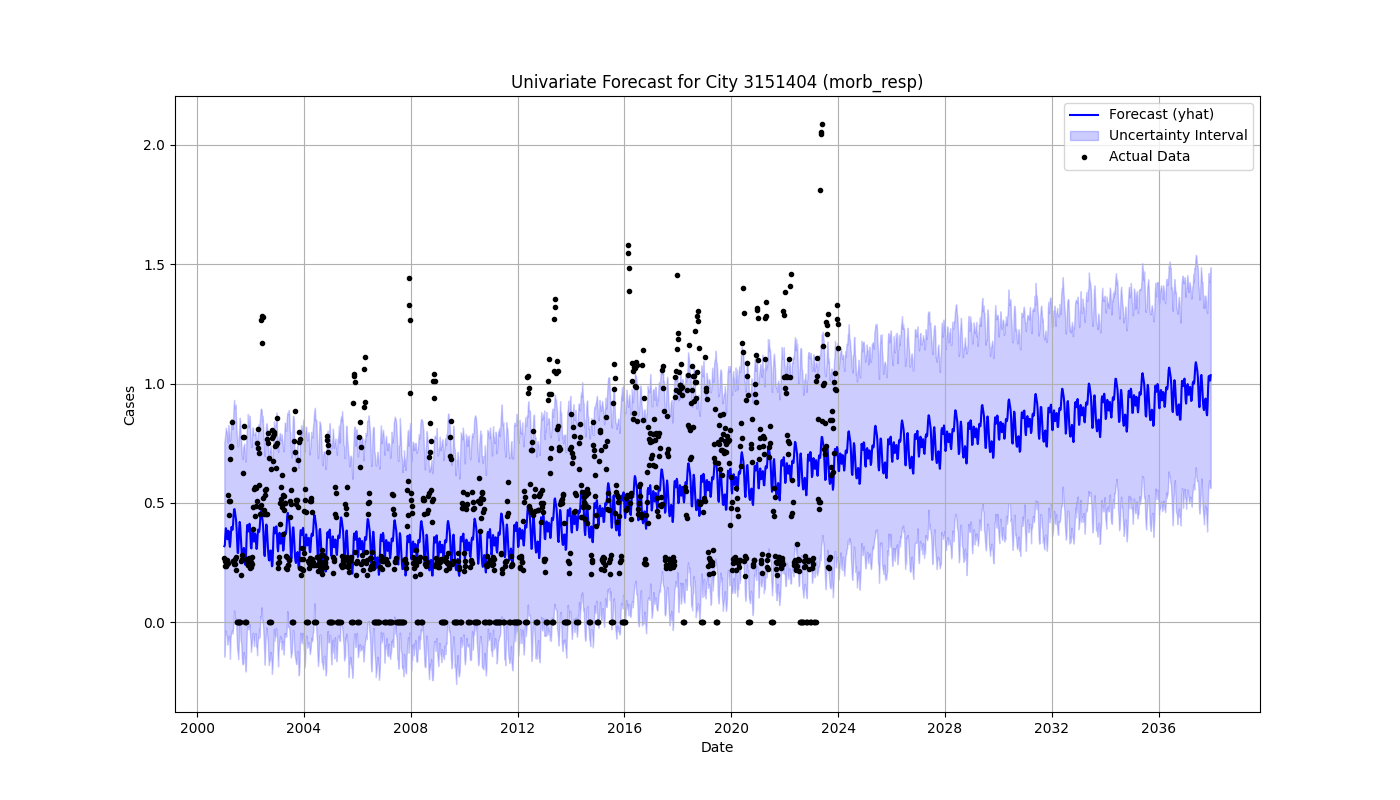 Univariate Forecast for City 3151404 (morb_resp)
Forecast (yhat)
Uncertainty Interval
Actual Data
2.0
1.5
1.0
0.5
0.0
Cases
2000 2004 2008 2012 2016 2020 2024 2028 2032 2036
Date